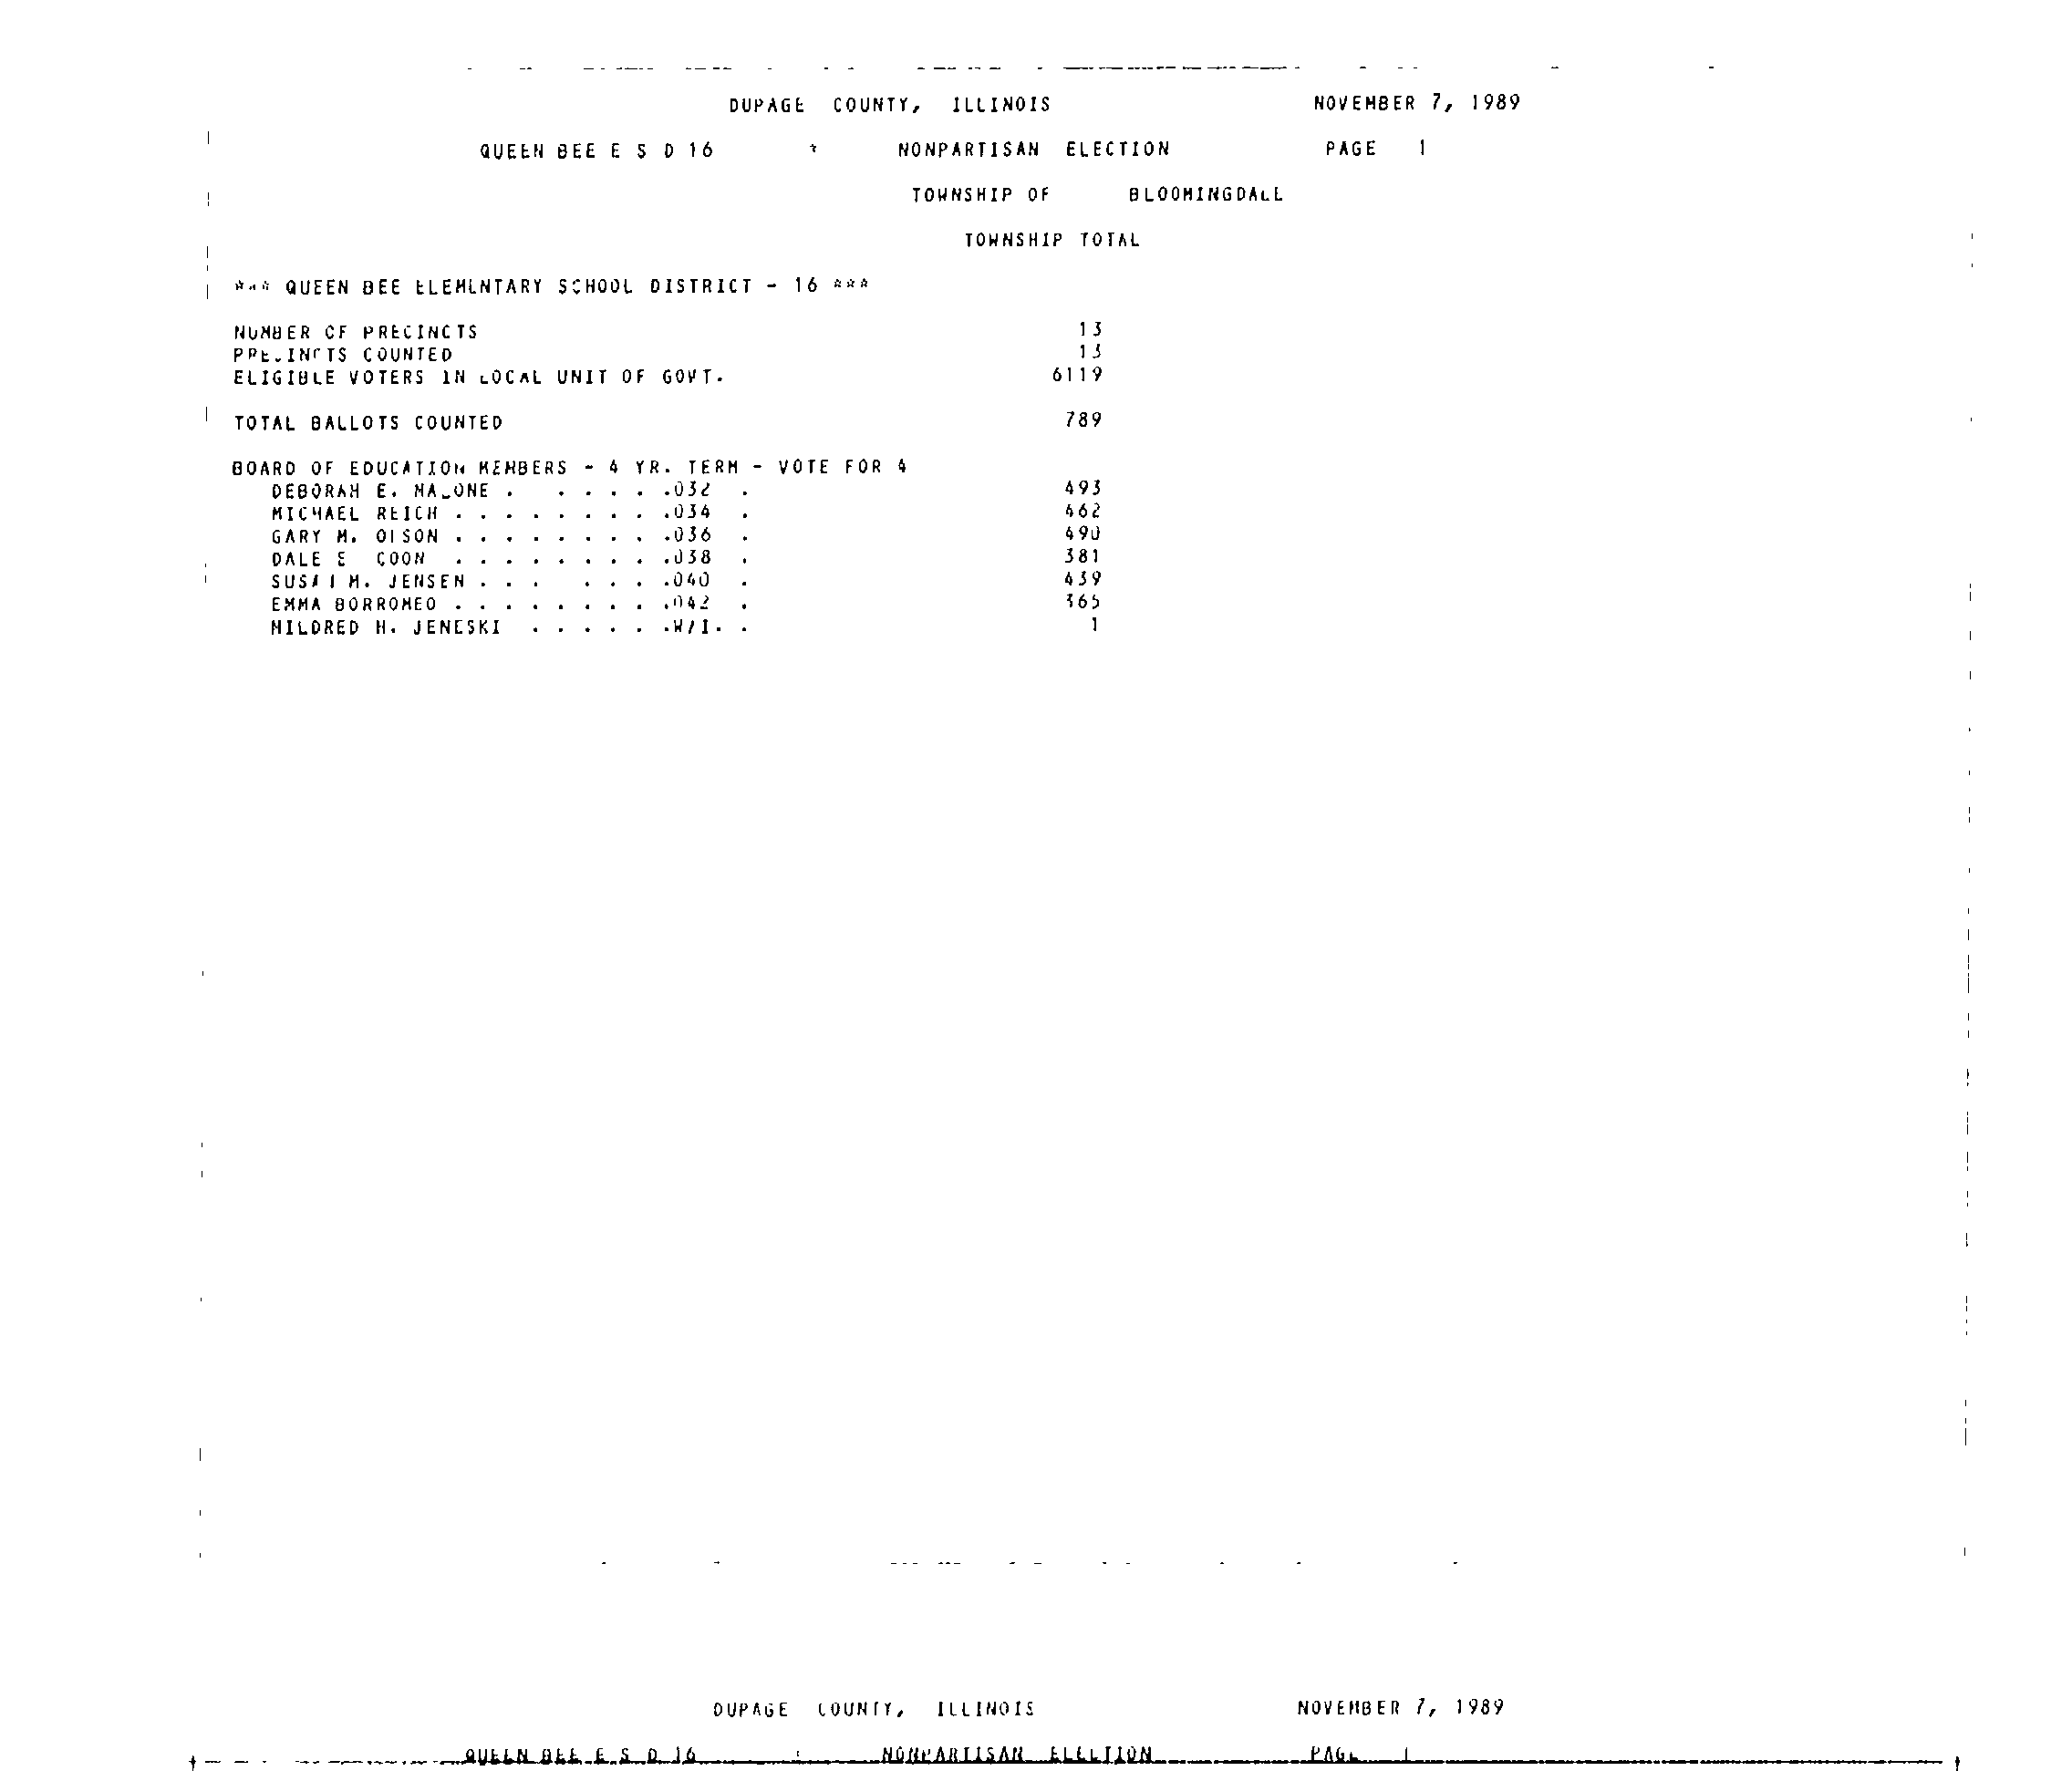 DUPAGE COUNTY, ILLINOIS NOVEMBER 7, 1989
QUEEN BEE E S D 16 * NONPARTISAN ELECTION PAGE 1
TOWNSHIP OF BLOOMINGDALE
TOWNSHIP TOTAL
*** QUEEN BEE ELEMENTARY SCHOOL DISTRICT - 16 ***
NUMBER OF PRECINCTS 13
PRECINCTS COUNTED 13
ELIGIBLE VOTERS IN LOCAL UNIT OF GOVT. 6119
TOTAL BALLOTS COUNTED 789
BOARD OF EDUCATION MEMBERS - 4 YR. TERM - VOTE FOR 4
DEBORAH E. MALONE . . . . . .032 . 493
MICHAEL REICH . . . . . . . . .034 . 462
GARY M. OLSON . . . . . . . . .036 . 490
DALE E COON . . . . . . . . .038 . 381
SUSAN M. JENSEN . . . . . . .040 . 439
EMMA BORROMEO . . . . . . . . .042 . 365
MILDRED H. JENESKI . . . . . .W/I. . 1
DUPAGE COUNTY, ILLINOIS NOVEMBER 7, 1989
QUEEN BEE E S D 16 NONPARTISAN ELECTION PAGE 1